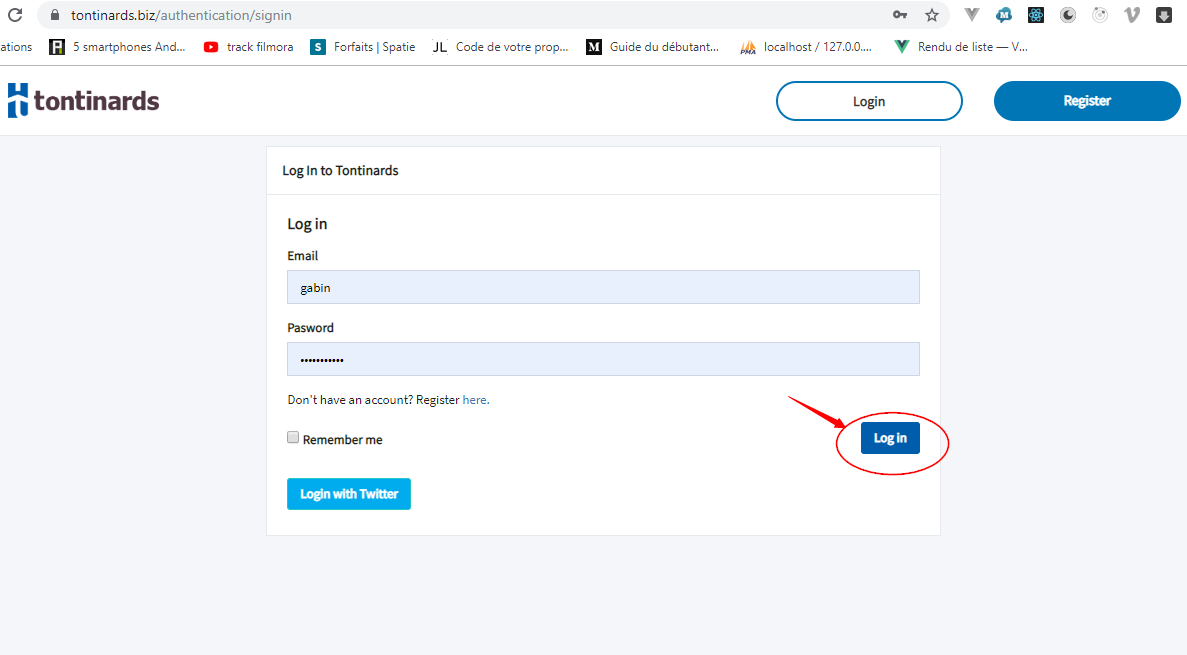 tontinards.biz/authentication/signin
ations 5 smartphones And... track filmora S Forfaits | Spatie JL Code de votre prop... M Guide du débutant... PMA localhost / 127.0.0.... Rendu de liste — V...
tontinards Login Register
Log In to Tontinards
Log in
Email
gabin
Pasword
•••••••••••
Don't have an account? Register here.
Remember me Log in
Login with Twitter